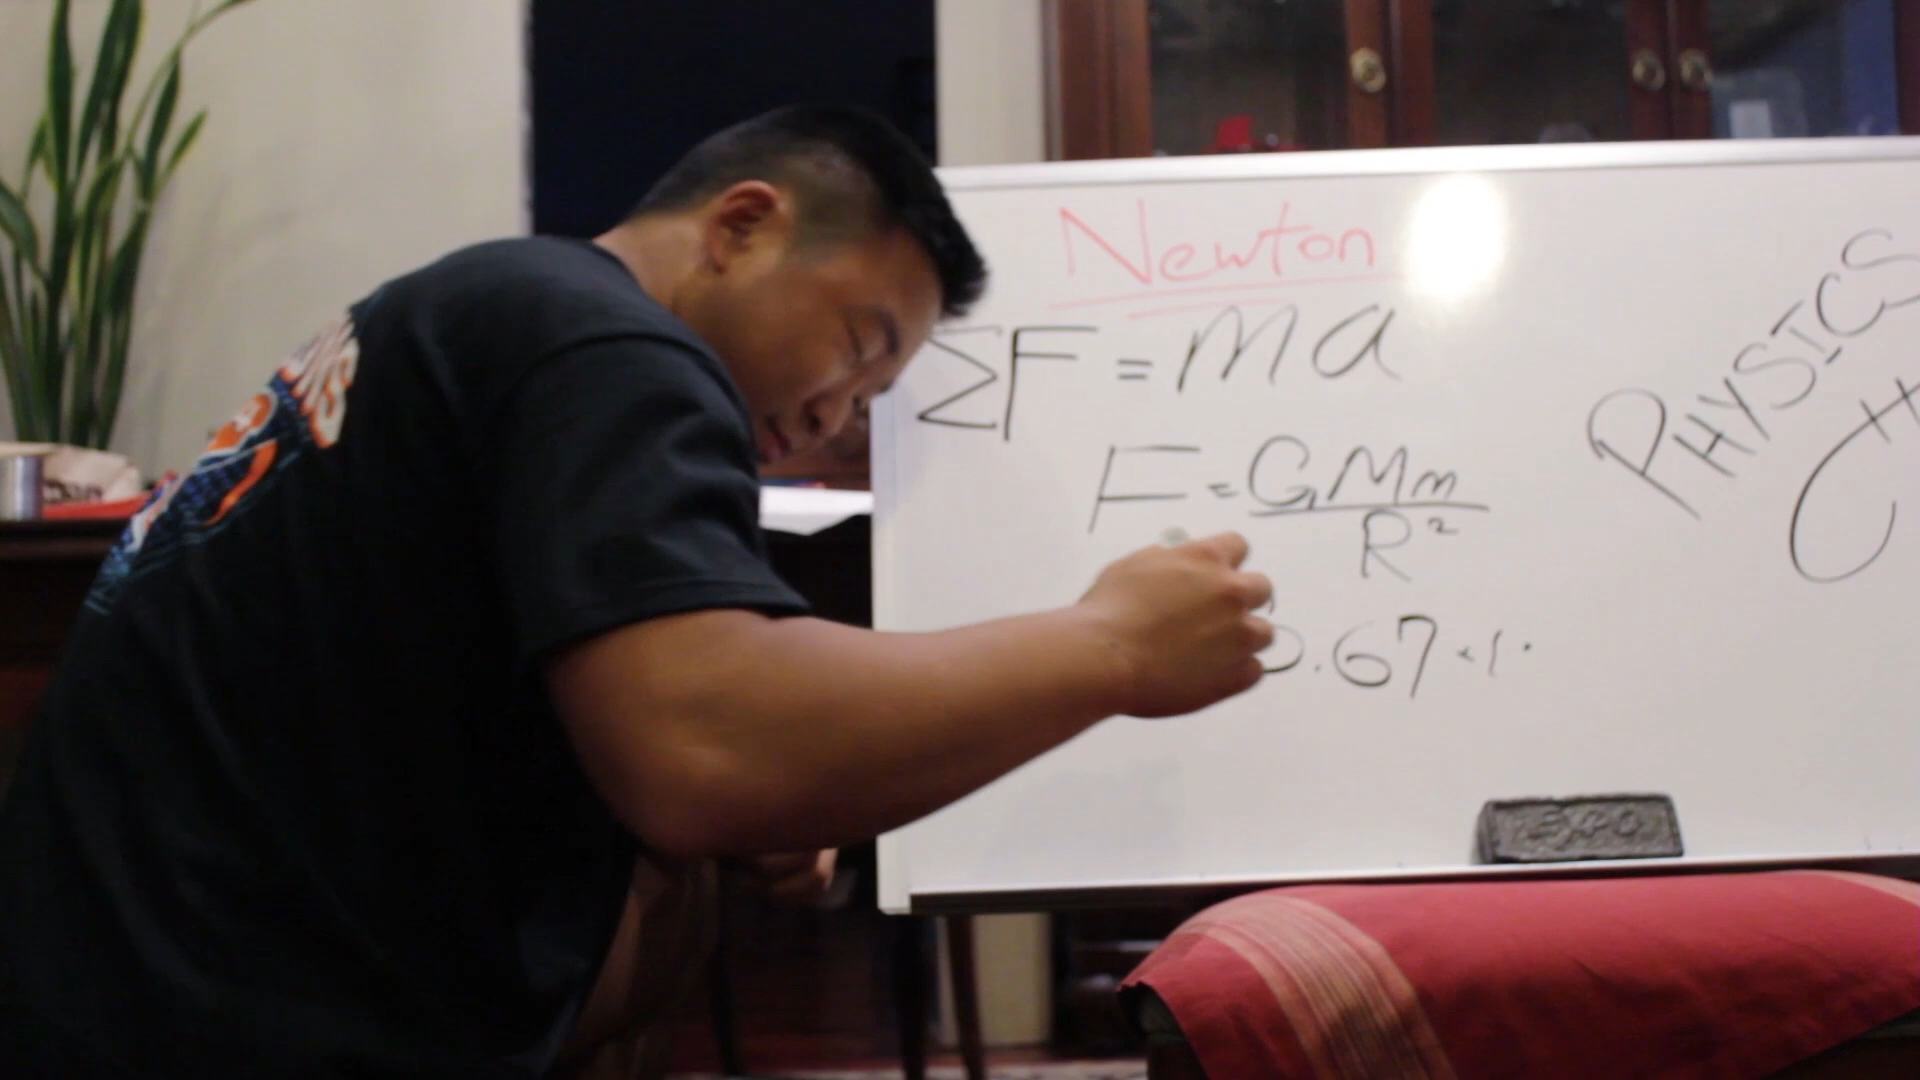 Newton
ΣF = ma
F = GMm
R²
.67
PHYSICS
EXPO